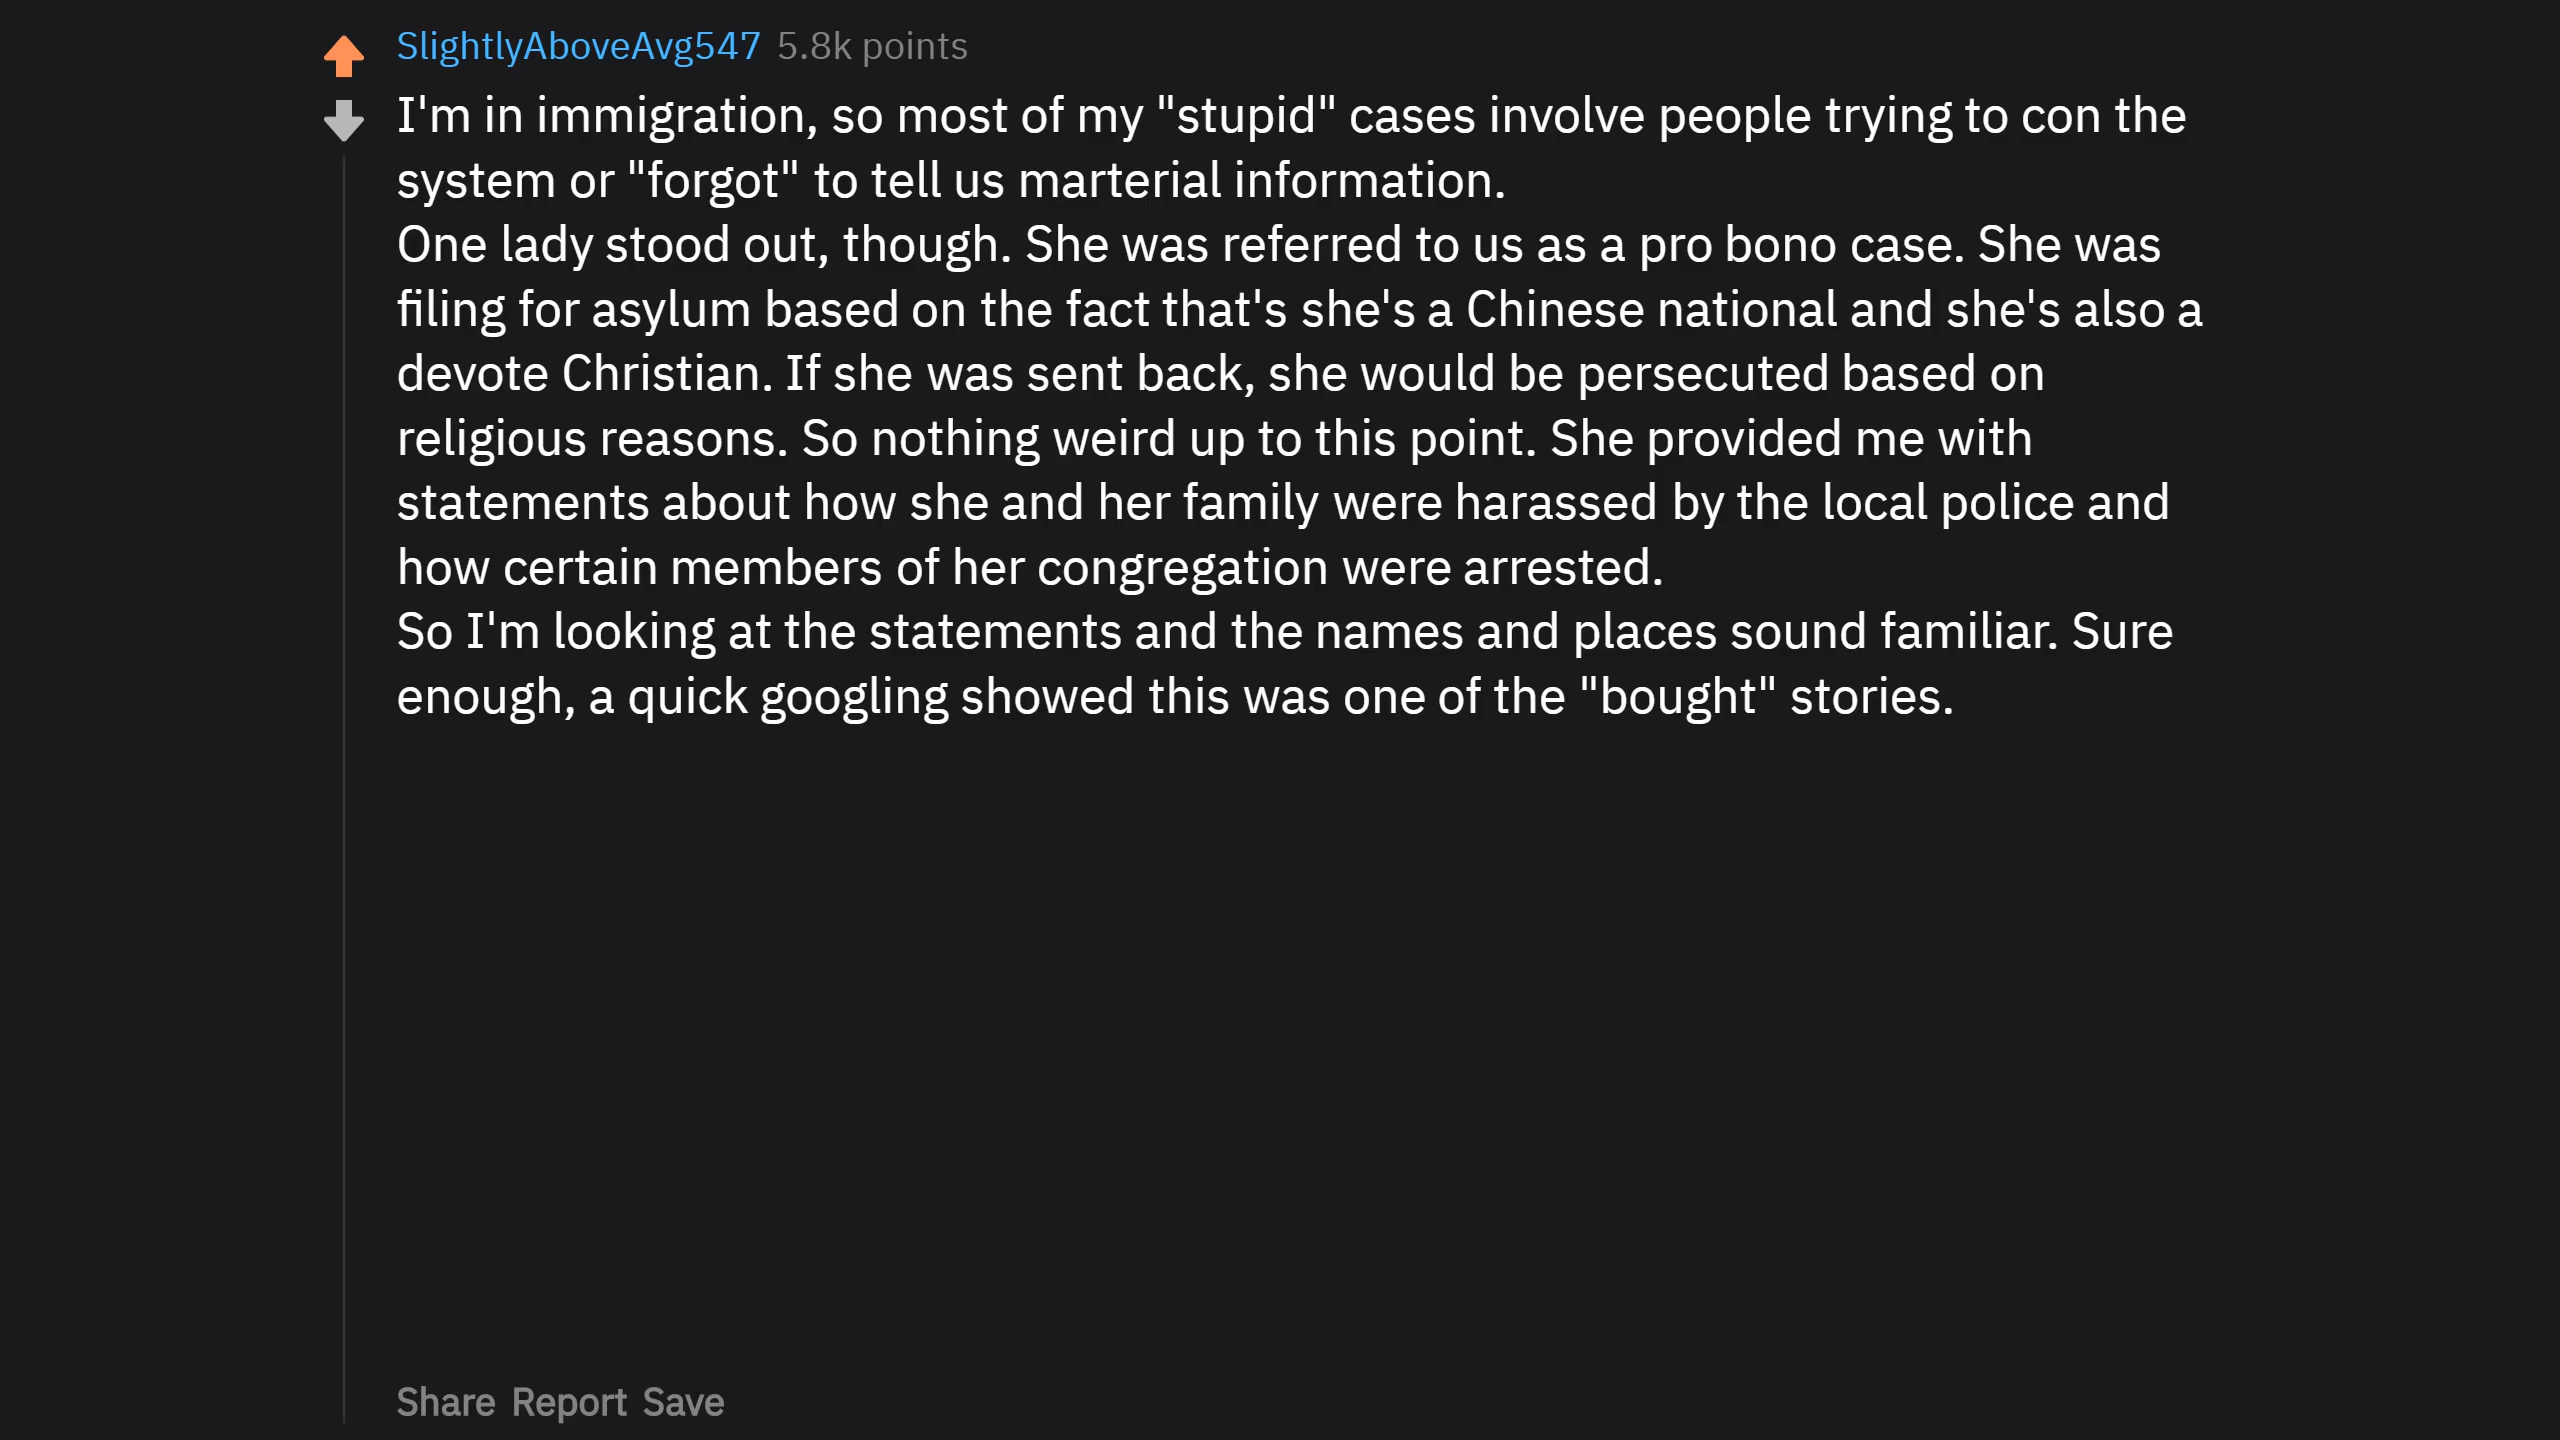 SlightlyAboveAvg547 5.8k points
I'm in immigration, so most of my "stupid" cases involve people trying to con the
system or "forgot" to tell us marterial information.
One lady stood out, though. She was referred to us as a pro bono case. She was
filing for asylum based on the fact that's she's a Chinese national and she's also a
devote Christian. If she was sent back, she would be persecuted based on
religious reasons. So nothing weird up to this point. She provided me with
statements about how she and her family were harassed by the local police and
how certain members of her congregation were arrested.
So I'm looking at the statements and the names and places sound familiar. Sure
enough, a quick googling showed this was one of the "bought" stories.
Share Report Save